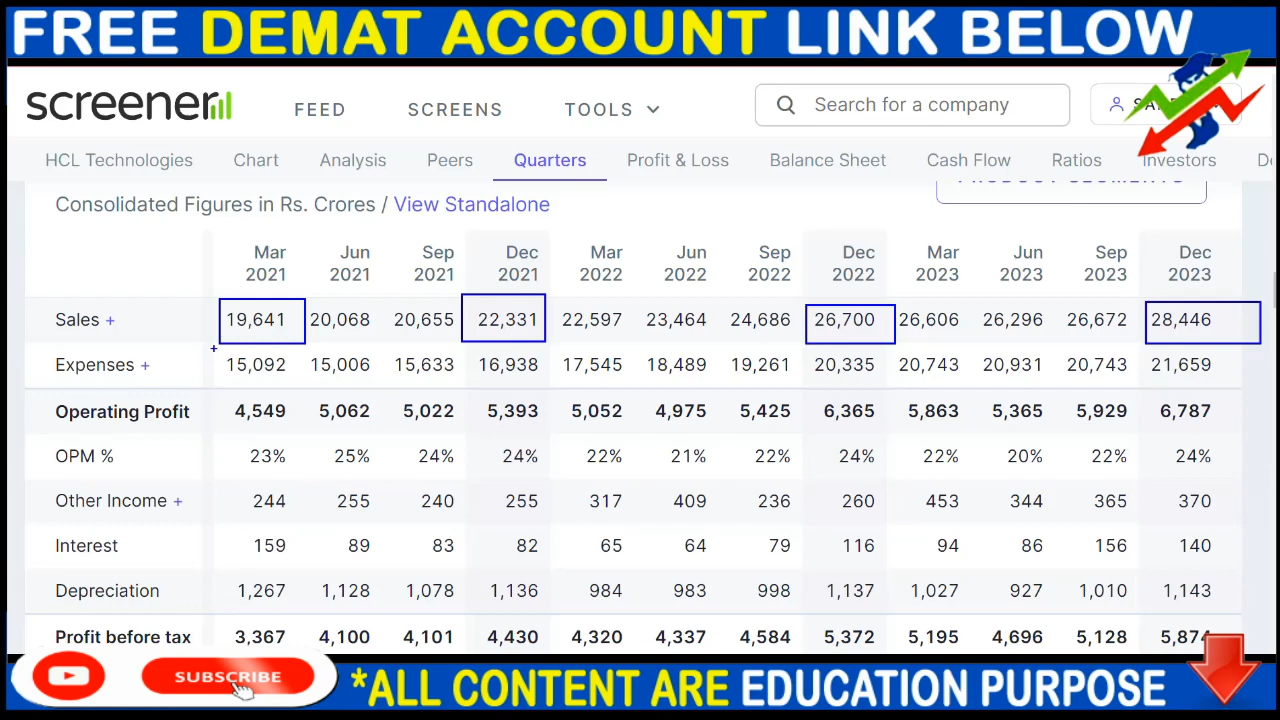 FREE DEMAT ACCOUNT LINK BELOW
screener
FEED SCREENS TOOLS
Search for a company
HCL Technologies Chart Analysis Peers Quarters Profit & Loss Balance Sheet Cash Flow Ratios Investors
Consolidated Figures in Rs. Crores / View Standalone
PRODUCT SEGMENTS
Mar 2021 Jun 2021 Sep 2021 Dec 2021 Mar 2022 Jun 2022 Sep 2022 Dec 2022 Mar 2023 Jun 2023 Sep 2023 Dec 2023
Sales + 19,641 20,068 20,655 22,331 22,597 23,464 24,686 26,700 26,606 26,296 26,672 28,446
Expenses + 15,092 15,006 15,633 16,938 17,545 18,489 19,261 20,335 20,743 20,931 20,743 21,659
Operating Profit 4,549 5,062 5,022 5,393 5,052 4,975 5,425 6,365 5,863 5,365 5,929 6,787
OPM % 23% 25% 24% 24% 22% 21% 22% 24% 22% 20% 22% 24%
Other Income + 244 255 240 255 317 409 236 260 453 344 365 370
Interest 159 89 83 82 65 64 79 116 94 86 156 140
Depreciation 1,267 1,128 1,078 1,136 984 983 998 1,137 1,027 927 1,010 1,143
Profit before tax 3,367 4,100 4,101 4,430 4,320 4,337 4,584 5,372 5,195 4,696 5,128 5,874
SUBSCRIBE
*ALL CONTENT ARE EDUCATION PURPOSE